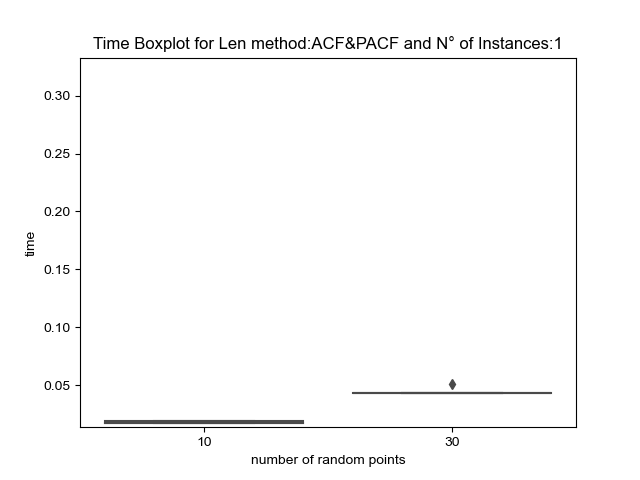 Time Boxplot for Len method:ACF&PACF and N° of Instances:1
0.30
0.25
0.20
0.15
0.10
0.05
time
10
30
number of random points